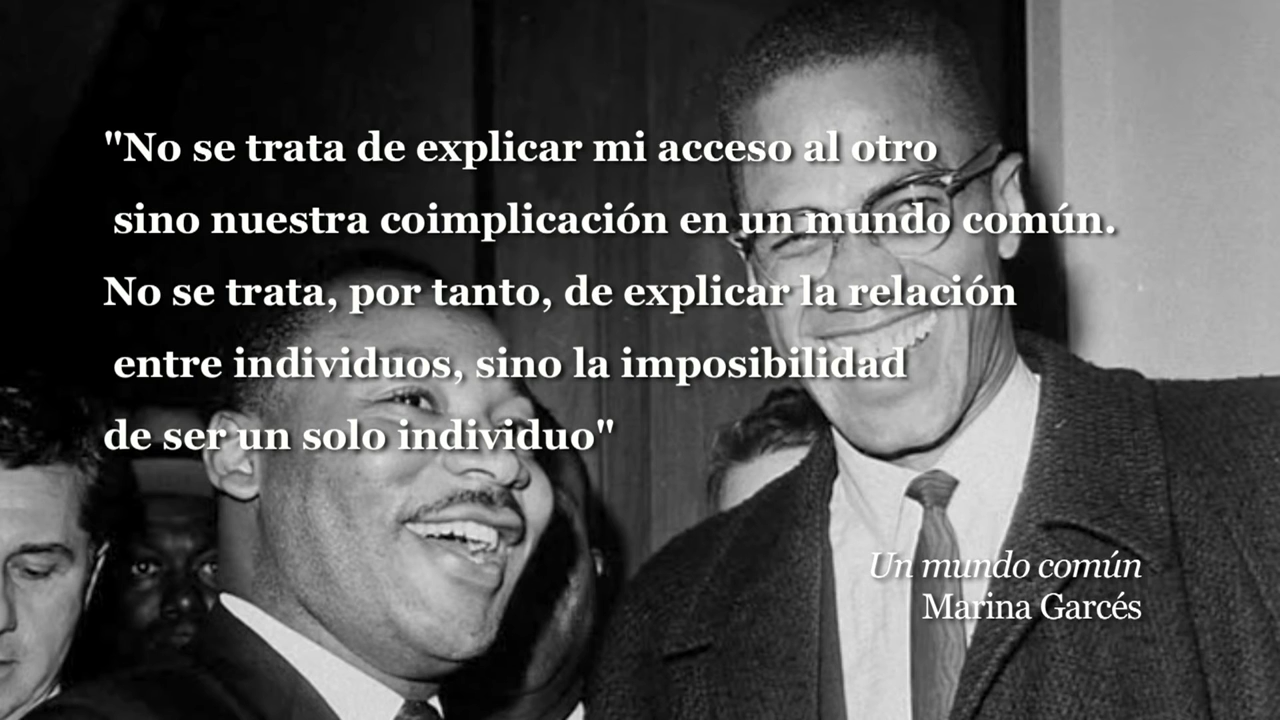 "No se trata de explicar mi acceso al otro
sino nuestra coimplicación en un mundo común.
No se trata, por tanto, de explicar la relación
entre individuos, sino la imposibilidad
de ser un solo individuo"
Un mundo común
Marina Garcés